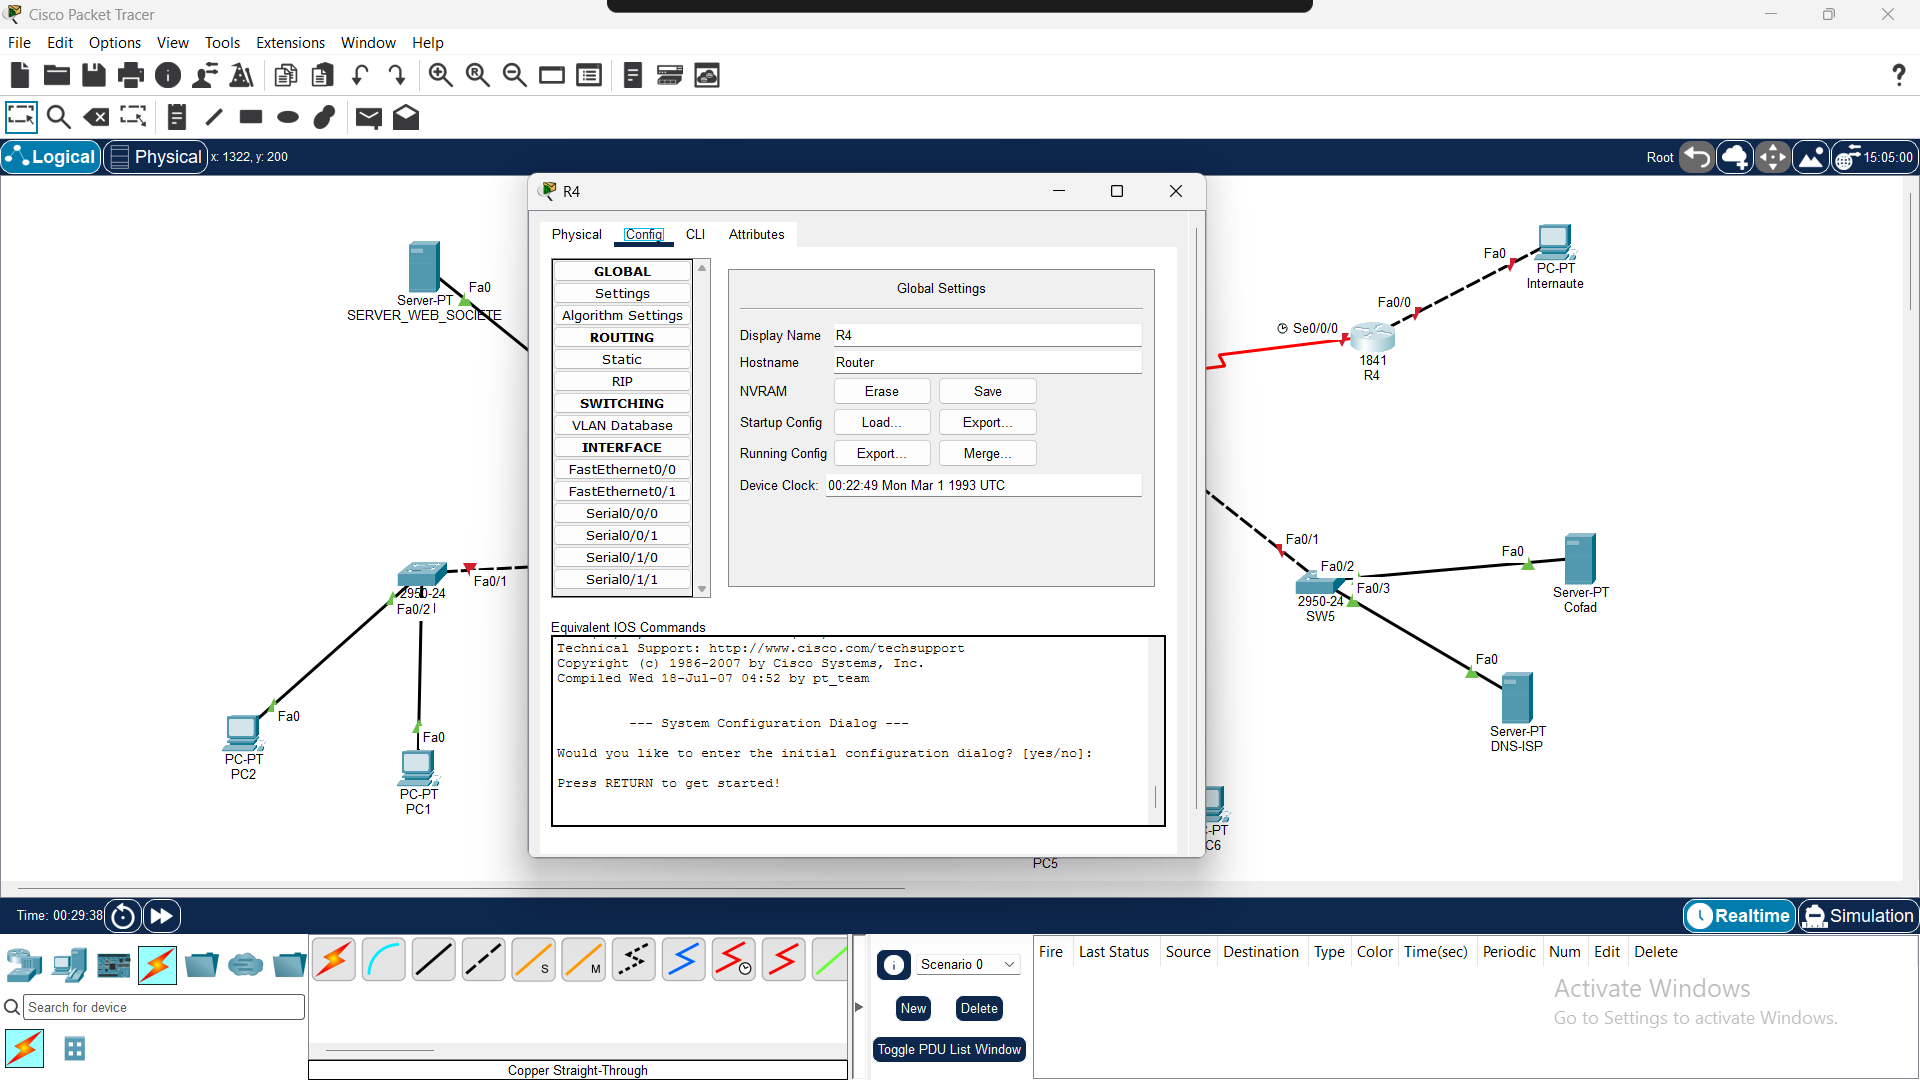 Cisco Packet Tracer
File Edit Options View Tools Extensions Window Help
Logical Physical x: 1322, y: 200 Root 15:05:00
R4
Physical Config CLI Attributes
GLOBAL
Settings
Algorithm Settings
ROUTING
Static
RIP
SWITCHING
VLAN Database
INTERFACE
FastEthernet0/0
FastEthernet0/1
Serial0/0/0
Serial0/0/1
Serial0/1/0
Serial0/1/1
Global Settings
Display Name R4
Hostname Router
NVRAM Erase Save
Startup Config Load... Export...
Running Config Export... Merge...
Device Clock: 00:22:49 Mon Mar 1 1993 UTC
Equivalent IOS Commands
Technical Support: http://www.cisco.com/techsupport
Copyright (c) 1986-2007 by Cisco Systems, Inc.
Compiled Wed 18-Jul-07 04:52 by pt_team
--- System Configuration Dialog ---
Would you like to enter the initial configuration dialog? [yes/no]:
Press RETURN to get started!
Fa0
Server-PT
SERVER_WEB_SOCIETE
Fa0/1
2950-24
Fa0/2
Fa0
PC-PT
PC2
Fa0
PC-PT
PC1
Fa0
PC-PT
Internaute
Fa0/0
Se0/0/0
1841
R4
Fa0/1
Fa0/2
Fa0/3
2950-24
SW5
Fa0
Server-PT
Cofad
Fa0
Server-PT
DNS-ISP
-PT
C6
PC5
Time: 00:29:38 Realtime Simulation
Search for device
S
M
Copper Straight-Through
Scenario 0
New Delete
Toggle PDU List Window
Fire Last Status Source Destination Type Color Time(sec) Periodic Num Edit Delete
Activate Windows
Go to Settings to activate Windows.